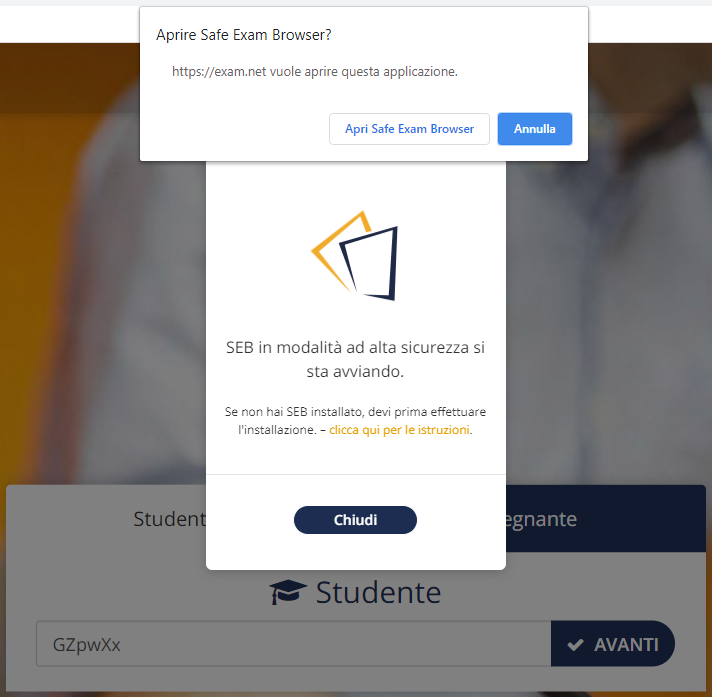 Aprire Safe Exam Browser?
https://exam.net vuole aprire questa applicazione.
Apri Safe Exam Browser
Annulla
SEB in modalità ad alta sicurezza si
sta avviando.
Se non hai SEB installato, devi prima effettuare
l'installazione. – clicca qui per le istruzioni.
Chiudi
Student
egnante
Studente
GZpwXx
AVANTI